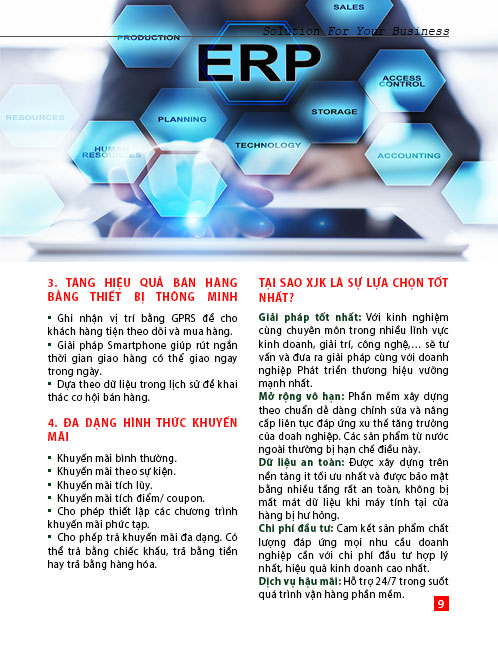 SALES
Solution For Your Business
PRODUCTION
ERP
ACCESS
CONTROL
RESOURCES
PLANNING
STORAGE
HUMAN
RESOURCES
TECHNOLOGY
ACCOUNTING
3. TĂNG HIỆU QUẢ BÁN HÀNG
BẰNG THIẾT BỊ THÔNG MINH
▪ Ghi nhận vị trí bằng GPRS để cho
khách hàng tiện theo dõi và mua hàng.
▪ Giải pháp Smartphone giúp rút ngắn
thời gian giao hàng có thể giao ngay
trong ngày.
▪ Dựa theo dữ liệu trong lịch sử để khai
thác cơ hội bán hàng.
4. ĐA DẠNG HÌNH THỨC KHUYẾN
MÃI
▪ Khuyến mãi bình thường.
▪ Khuyến mãi theo sự kiện.
▪ Khuyến mãi tích lũy.
▪ Khuyến mãi tích điểm/ coupon.
▪ Cho phép thiết lập các chương trình
khuyến mãi phức tạp.
▪ Cho phếp trả khuyến mãi đa dạng. Có
thể trả bằng chiếc khấu, trả bằng tiền
hay trả bằng hàng hóa.
TẠI SAO XJK LÀ SỰ LỰA CHỌN TỐT
NHẤT?
Giải pháp tốt nhất: Với kinh nghiệm
cùng chuyên môn trong nhiều lĩnh vực
kinh doanh, giải trí, công nghệ,… sẽ tư
vấn và đưa ra giải pháp cùng với doanh
nghiệp Phát triển thương hiệu vường
mạnh nhất.
Mở rộng vô hạn: Phần mềm xây dựng
theo chuẩn dễ dàng chỉnh sửa và nâng
cấp liên tục đáp ứng xu thế tăng trưởng
của doah nghiệp. Các sản phẩm từ nước
ngoài thường bị hạn chế điều này.
Dữ liệu an toàn: Được xây dựng trên
nền tảng it tối ưu nhất và được bảo mật
bằng nhiều tầng rất an toàn, không bị
mất mát dữ liệu khi máy tính tại cửa
hàng bị hư hỏng.
Chi phí đầu tư: Cam kết sản phẩm chất
lượng đáp ứng mọi nhu cầu doanh
nghiệp cần với chi phí đầu tư hợp lý
nhất, hiệu quả kinh doanh cao nhất.
Dịch vụ hậu mãi: Hỗ trợ 24/7 trong suốt
quá trình vận hành phần mềm.
9